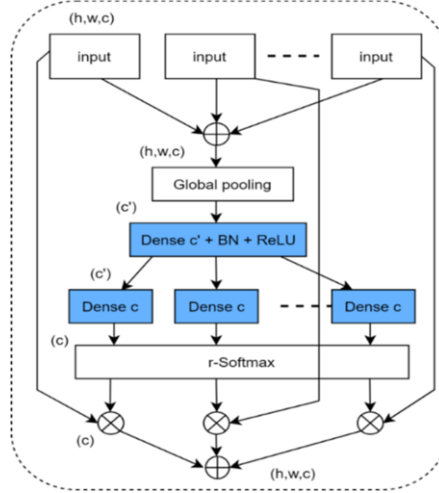 (h,w,c)
input
input
input
(h,w,c)
Global pooling
(c')
Dense c' + BN + ReLU
(c')
Dense c
Dense c
Dense c
(c)
r-Softmax
(c)
(h,w,c)